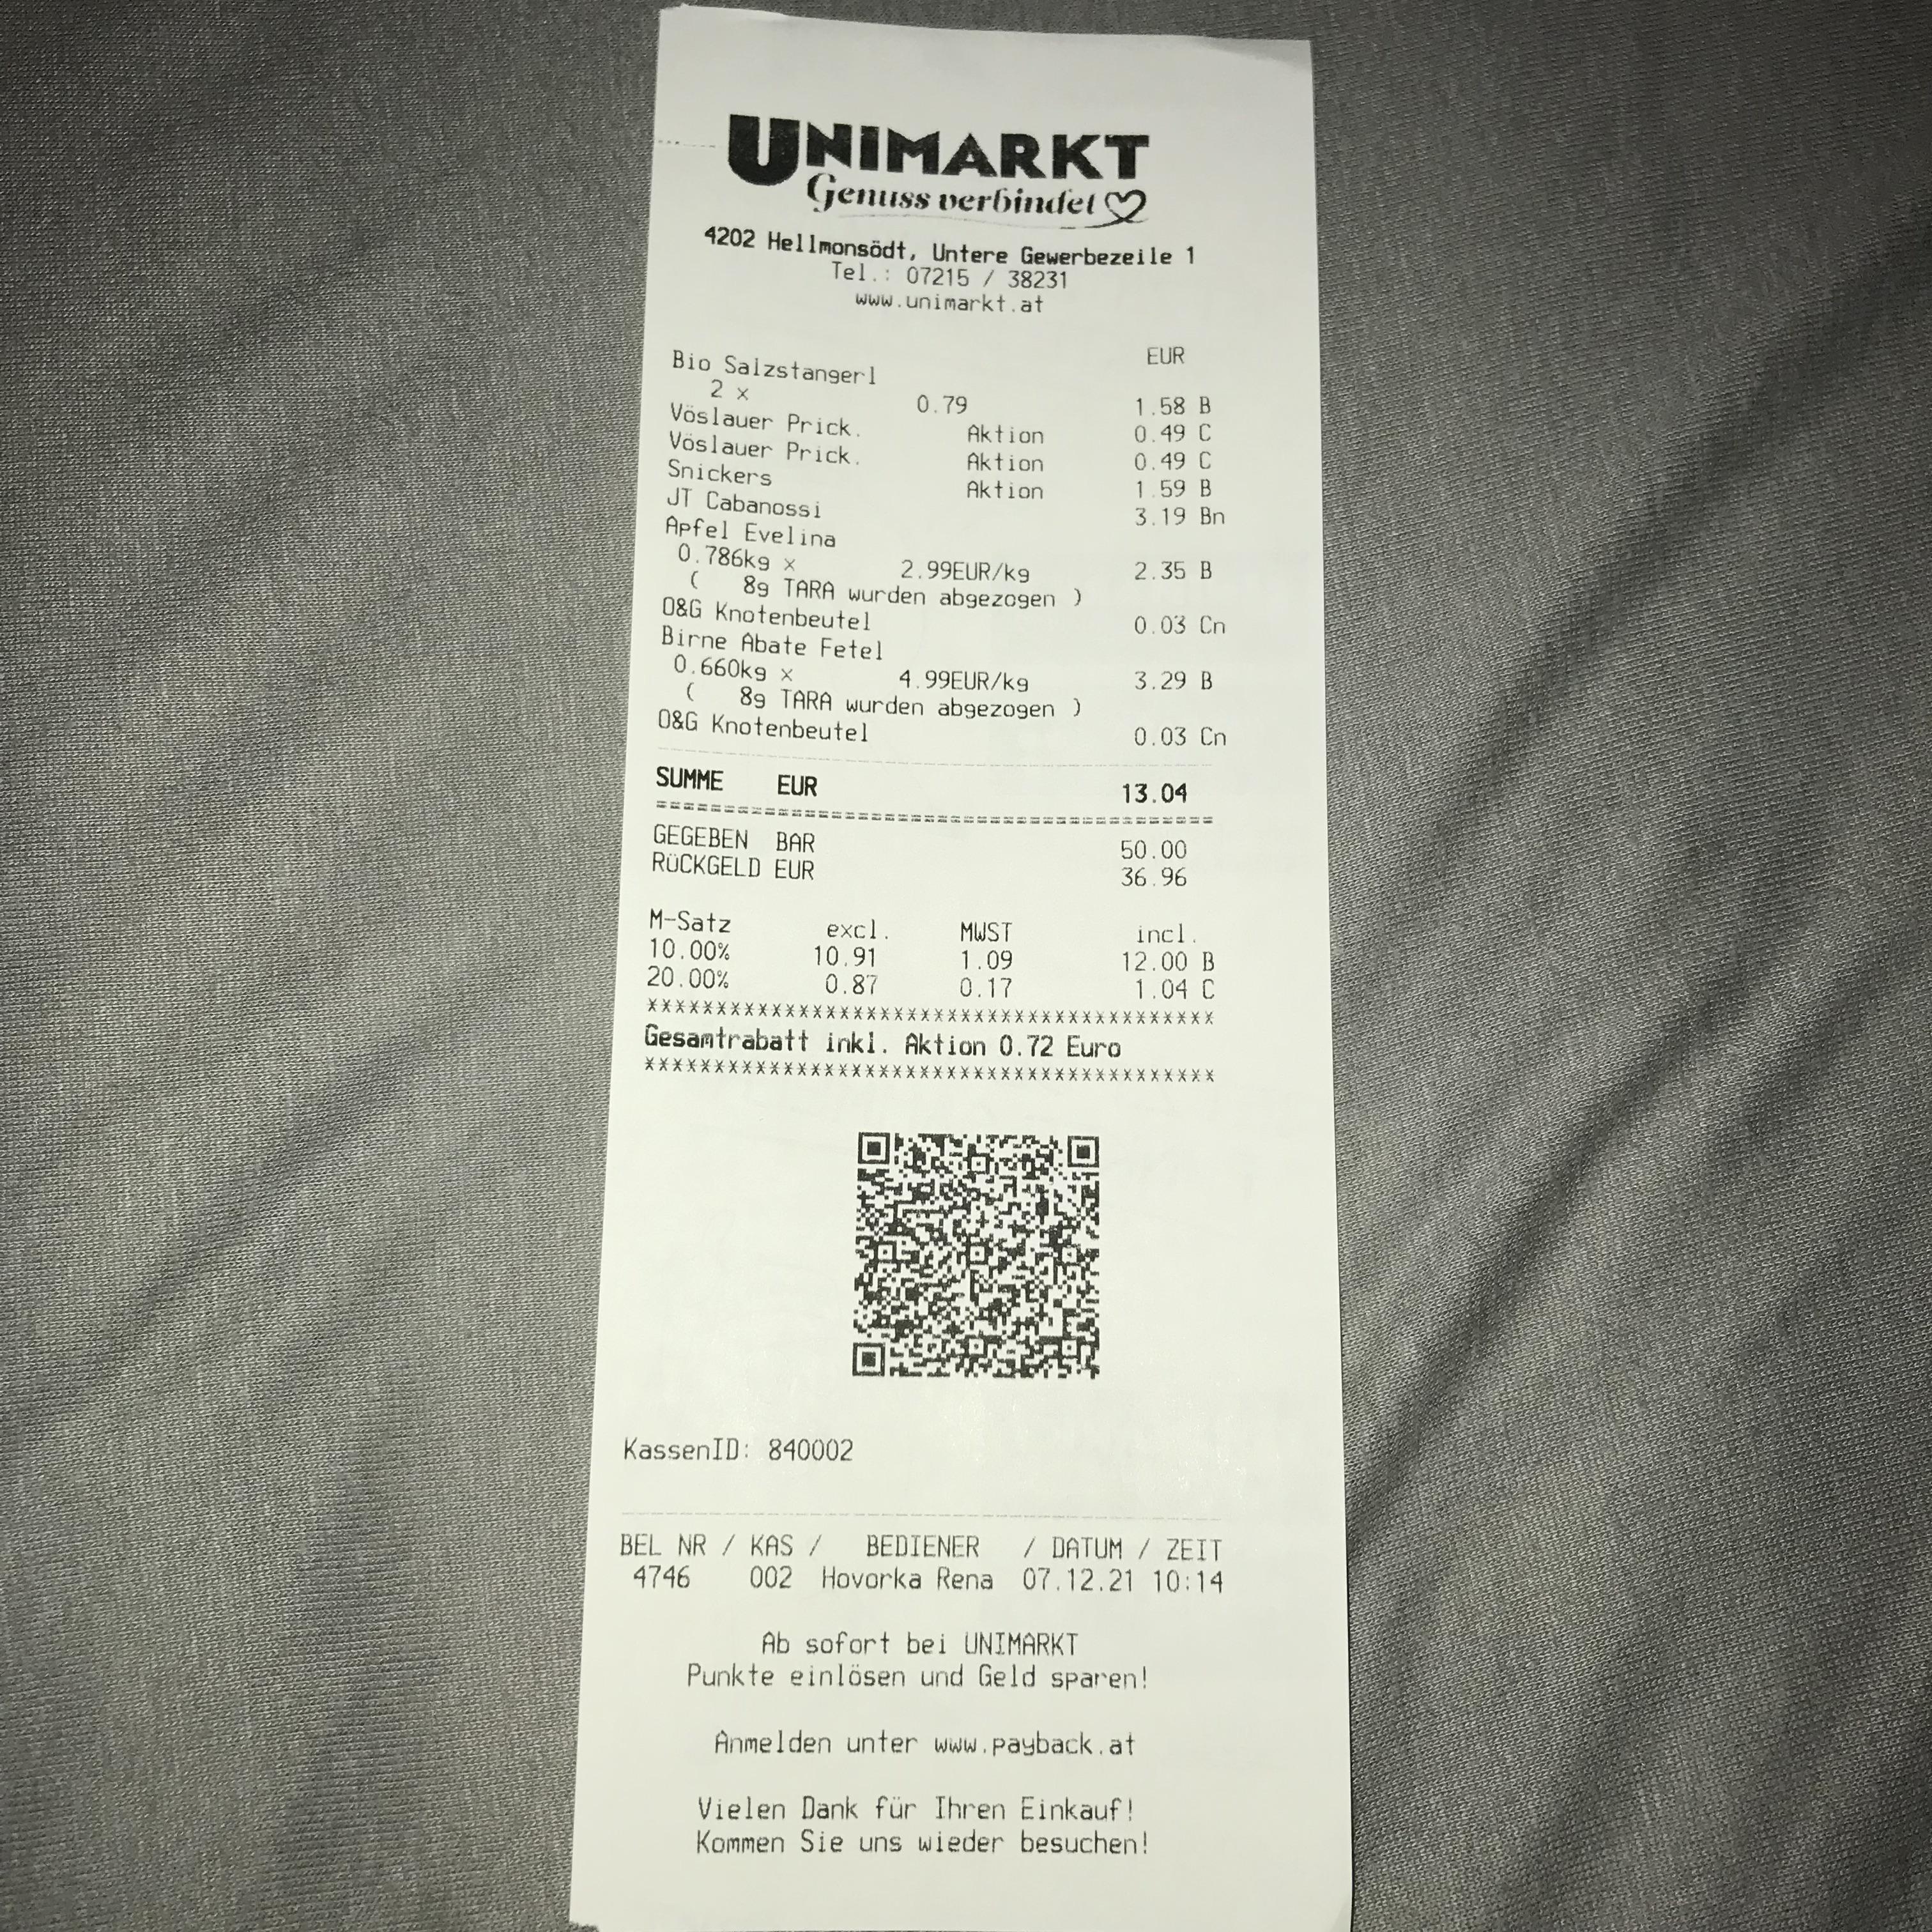 UNIMARKT
Genuss verbindet
4202 Hellmonsödt, Untere Gewerbezeile 1
Tel.: 07215 / 38231
www.unimarkt.at
EUR
Bio Salzstangerl
2 x 0.79 1.58 B
Vöslauer Prick. Aktion 0.49 C
Vöslauer Prick. Aktion 0.49 C
Snickers Aktion 1.59 B
JT Cabanossi 3.19 Bn
Apfel Evelina
0.786kg x 2.99EUR/kg 2.35 B
( 8g TARA wurden abgezogen )
O&G Knotenbeutel 0.03 Cn
Birne Abate Fetel
0.660kg x 4.99EUR/kg 3.29 B
( 8g TARA wurden abgezogen )
O&G Knotenbeutel 0.03 Cn
SUMME EUR 13.04
GEGEBEN BAR 50.00
RÜCKGELD EUR 36.96
M-Satz excl. MWST incl.
10.00% 10.91 1.09 12.00 B
20.00% 0.87 0.17 1.04 C
******************************************
Gesamtrabatt inkl. Aktion 0.72 Euro
******************************************
KassenID: 840002
BEL NR / KAS / BEDIENER / DATUM / ZEIT
4746 002 Hovorka Rena 07.12.21 10:14
Ab sofort bei UNIMARKT
Punkte einlösen und Geld sparen!
Anmelden unter www.payback.at
Vielen Dank für Ihren Einkauf!
Kommen Sie uns wieder besuchen!